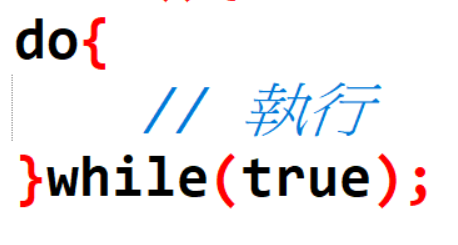 do{
// 執行
}while(true);